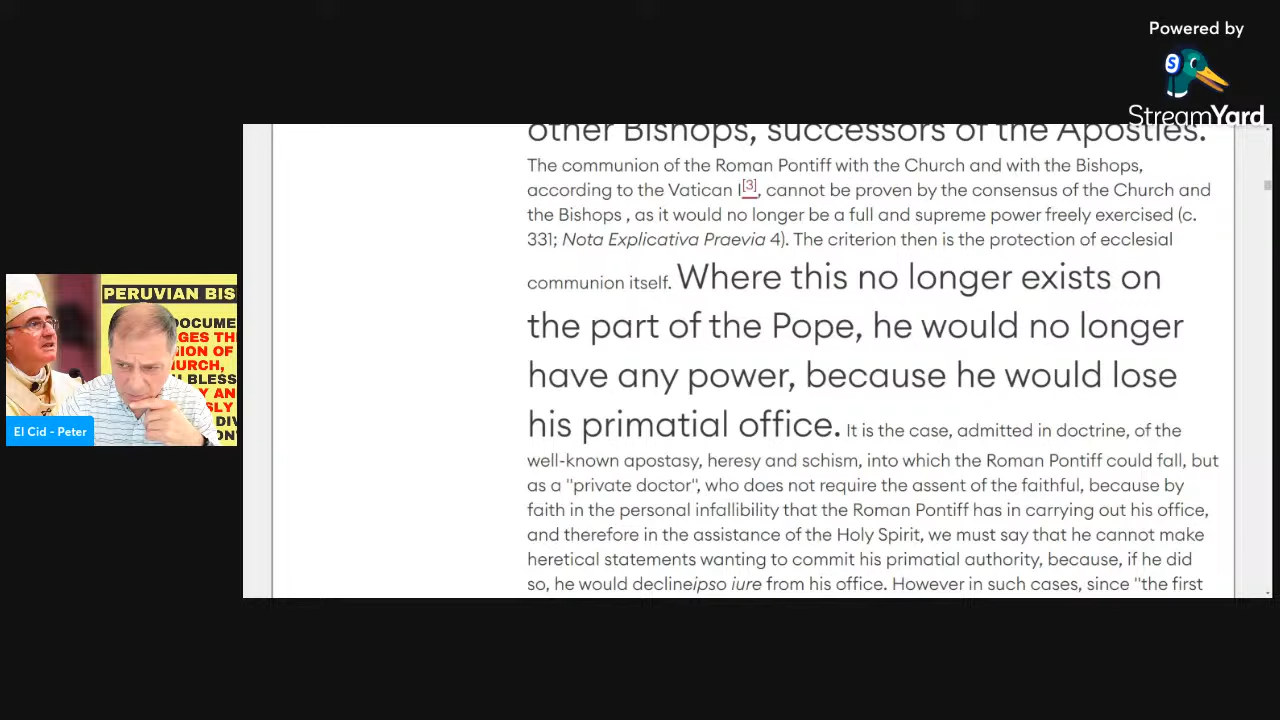 Powered by
StreamYard
other Bishops, successors of the Apostles.
The communion of the Roman Pontiff with the Church and with the Bishops,
according to the Vatican I[3], cannot be proven by the consensus of the Church and
the Bishops , as it would no longer be a full and supreme power freely exercised (c.
331; Nota Explicativa Praevia 4). The criterion then is the protection of ecclesial
communion itself. Where this no longer exists on
the part of the Pope, he would no longer
have any power, because he would lose
his primatial office. It is the case, admitted in doctrine, of the
well-known apostasy, heresy and schism, into which the Roman Pontiff could fall, but
as a "private doctor", who does not require the assent of the faithful, because by
faith in the personal infallibility that the Roman Pontiff has in carrying out his office,
and therefore in the assistance of the Holy Spirit, we must say that he cannot make
heretical statements wanting to commit his primatial authority, because, if he did
so, he would declineipso iure from his office. However in such cases, since "the first
PERUVIAN BIS
DOCUME
GES TH
NION OF
URCH,
BLESS
Y AN
SLY
DIV
ON
El Cid - Peter